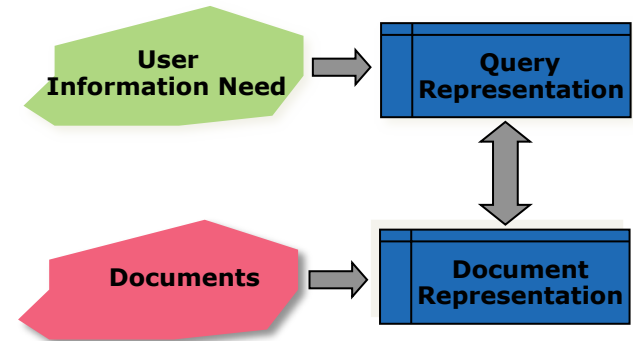 User
Information Need
Query
Representation
Documents
Document
Representation